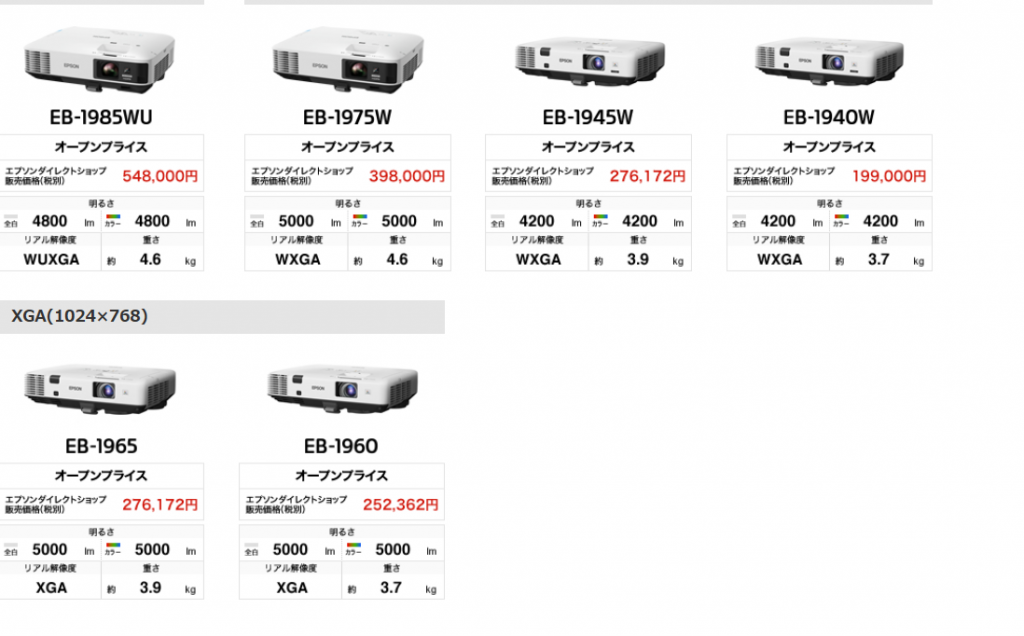 EPSON
EPSON
EPSON
EPSON
EB-1985WU
EB-1975W
EB-1945W
EB-1940W
オープンプライス
オープンプライス
オープンプライス
オープンプライス
エプソンダイレクトショップ
販売価格(税別)
548,000円
エプソンダイレクトショップ
販売価格(税別)
398,000円
エプソンダイレクトショップ
販売価格(税別)
276,172円
エプソンダイレクトショップ
販売価格(税別)
199,000円
明るさ
明るさ
明るさ
明るさ
全白 4800 lm カラー 4800 lm
全白 5000 lm カラー 5000 lm
全白 4200 lm カラー 4200 lm
全白 4200 lm カラー 4200 lm
リアル解像度 重さ
リアル解像度 重さ
リアル解像度 重さ
リアル解像度 重さ
WUXGA 約 4.6 kg
WXGA 約 4.6 kg
WXGA 約 3.9 kg
WXGA 約 3.7 kg
XGA(1024×768)
EPSON
EPSON
EB-1965
EB-1960
オープンプライス
オープンプライス
エプソンダイレクトショップ
販売価格(税別)
276,172円
エプソンダイレクトショップ
販売価格(税別)
252,362円
明るさ
明るさ
全白 5000 lm カラー 5000 lm
全白 5000 lm カラー 5000 lm
リアル解像度 重さ
リアル解像度 重さ
XGA 約 3.9 kg
XGA 約 3.7 kg